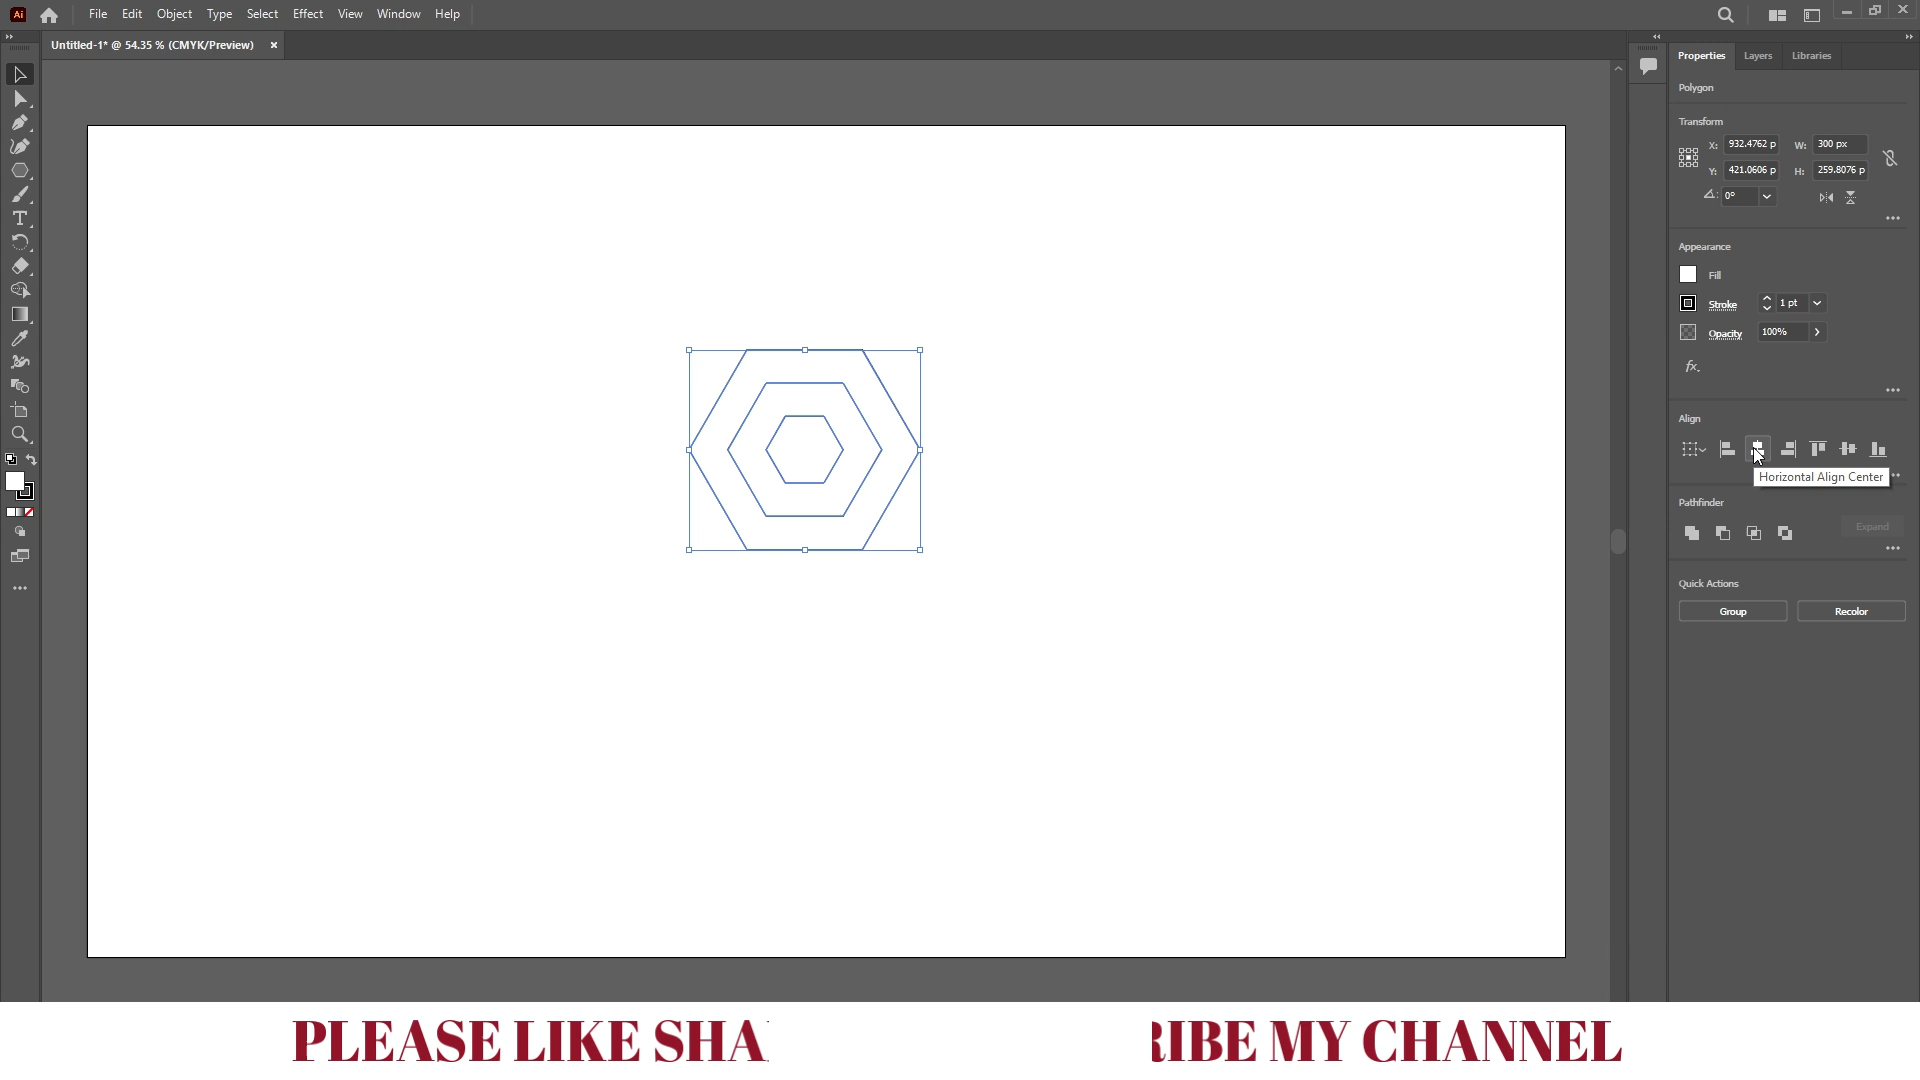 Ai File Edit Object Type Select Effect View Window Help
Untitled-1* @ 54.35 % (CMYK/Preview) ×
Properties Layers Libraries
Polygon
Transform
X: 932.4762 p W: 300 px
Y: 421.0606 p H: 259.8076 p
0°
Appearance
Fill
Stroke 1 pt
Opacity 100%
fx.
Align
Horizontal Align Center
Pathfinder
Expand
Quick Actions
Group Recolor
PLEASE LIKE SHA RIBE MY CHANNEL